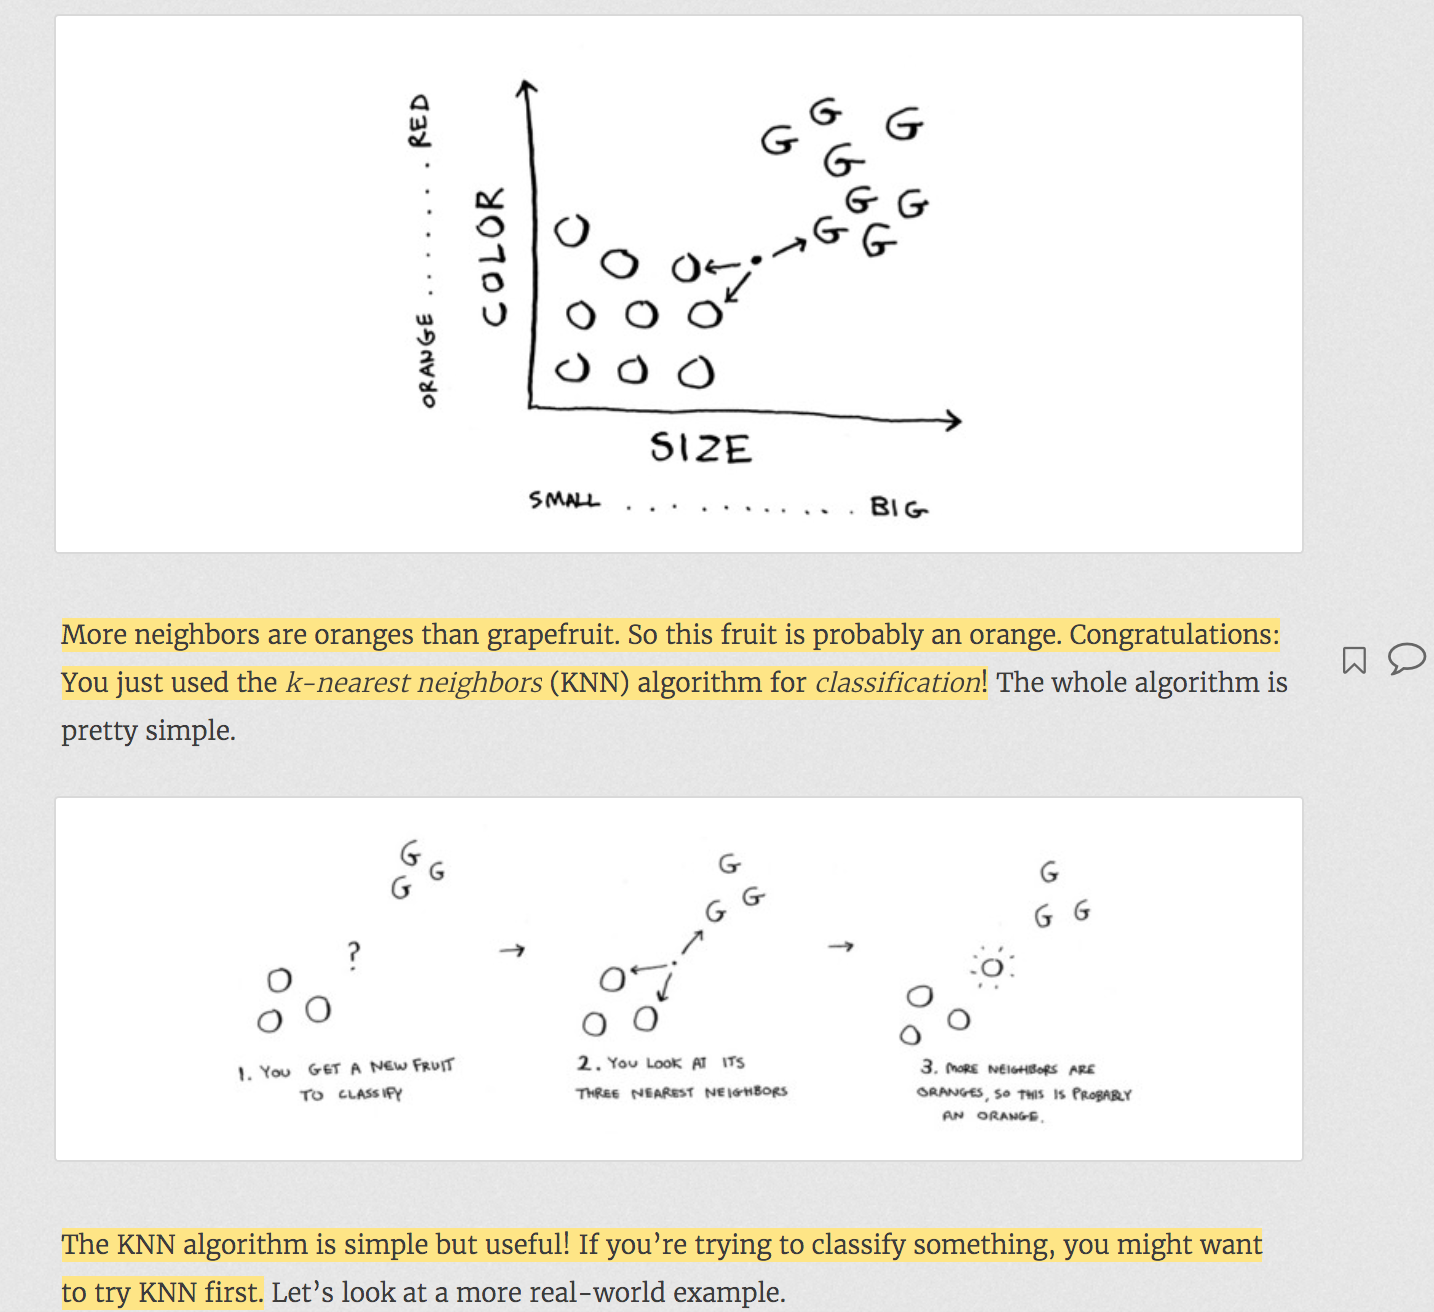 RED
ORANGE
COLOR
G G G
G
G G
O G G
O O
O O O
O O O
SIZE
SMALL . . . . . . . . . . BIG
More neighbors are oranges than grapefruit. So this fruit is probably an orange. Congratulations:
You just used the k-nearest neighbors (KNN) algorithm for classification! The whole algorithm is
pretty simple.
G G G
?
O O O
1. YOU GET A NEW FRUIT
TO CLASSIFY
G G G
O O O
2. YOU LOOK AT ITS
THREE NEAREST NEIGHBORS
G G G
O
O O O
3. MORE NEIGHBORS ARE
ORANGES, SO THIS IS PROBABLY
AN ORANGE.
The KNN algorithm is simple but useful! If you’re trying to classify something, you might want
to try KNN first. Let’s look at a more real-world example.